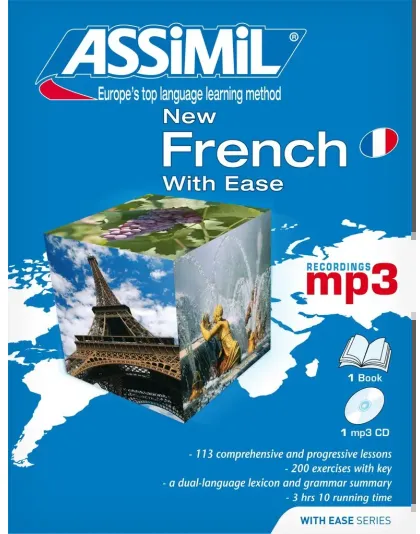 ASSiMiL®
Europe's top language learning method
New
French
With Ease
RECORDINGS
mp3
1 Book
1 mp3 CD
- 113 comprehensive and progressive lessons
- 200 exercises with key
- a dual-language lexicon and grammar summary
- 3 hrs 10 running time
WITH EASE SERIES